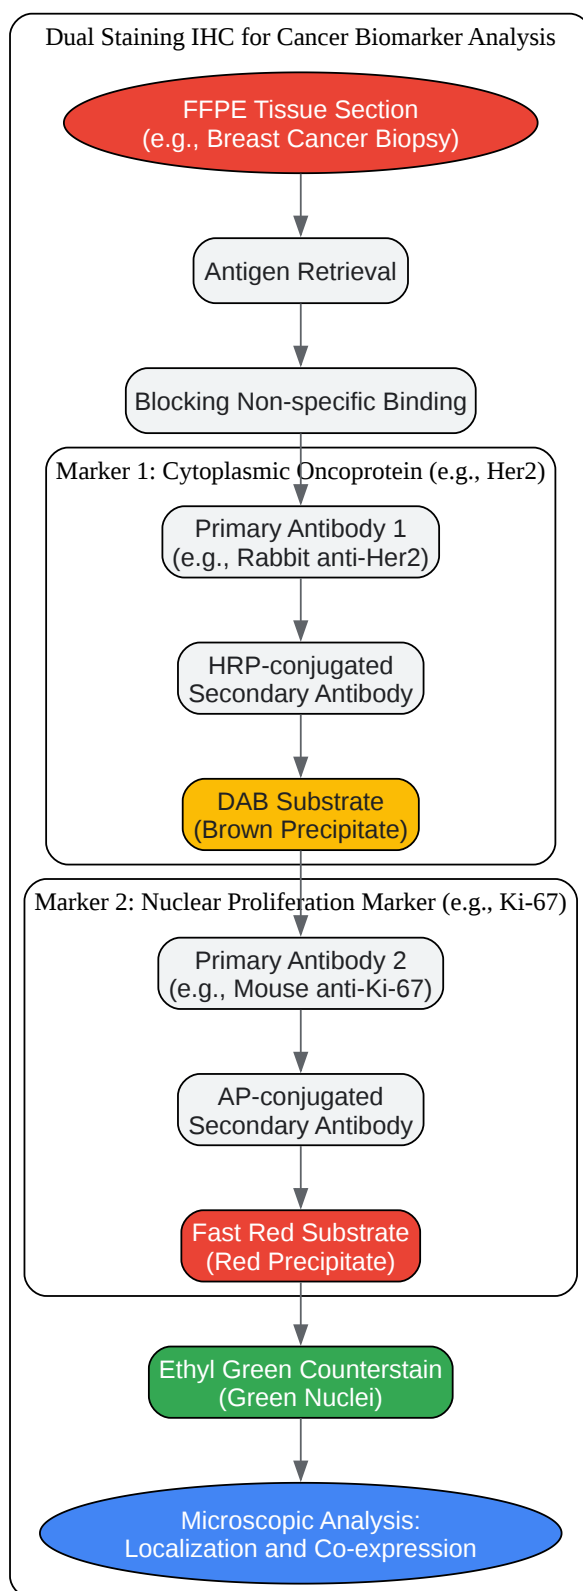 Dual Staining IHC for Cancer Biomarker Analysis
FFPE Tissue Section
(e.g., Breast Cancer Biopsy)
Antigen Retrieval
Blocking Non-specific Binding
Marker 1: Cytoplasmic Oncoprotein (e.g., Her2)
Primary Antibody 1
(e.g., Rabbit anti-Her2)
HRP-conjugated
Secondary Antibody
DAB Substrate
(Brown Precipitate)
Marker 2: Nuclear Proliferation Marker (e.g., Ki-67)
Primary Antibody 2
(e.g., Mouse anti-Ki-67)
AP-conjugated
Secondary Antibody
Fast Red Substrate
(Red Precipitate)
Ethyl Green Counterstain
(Green Nuclei)
Microscopic Analysis:
Localization and Co-expression